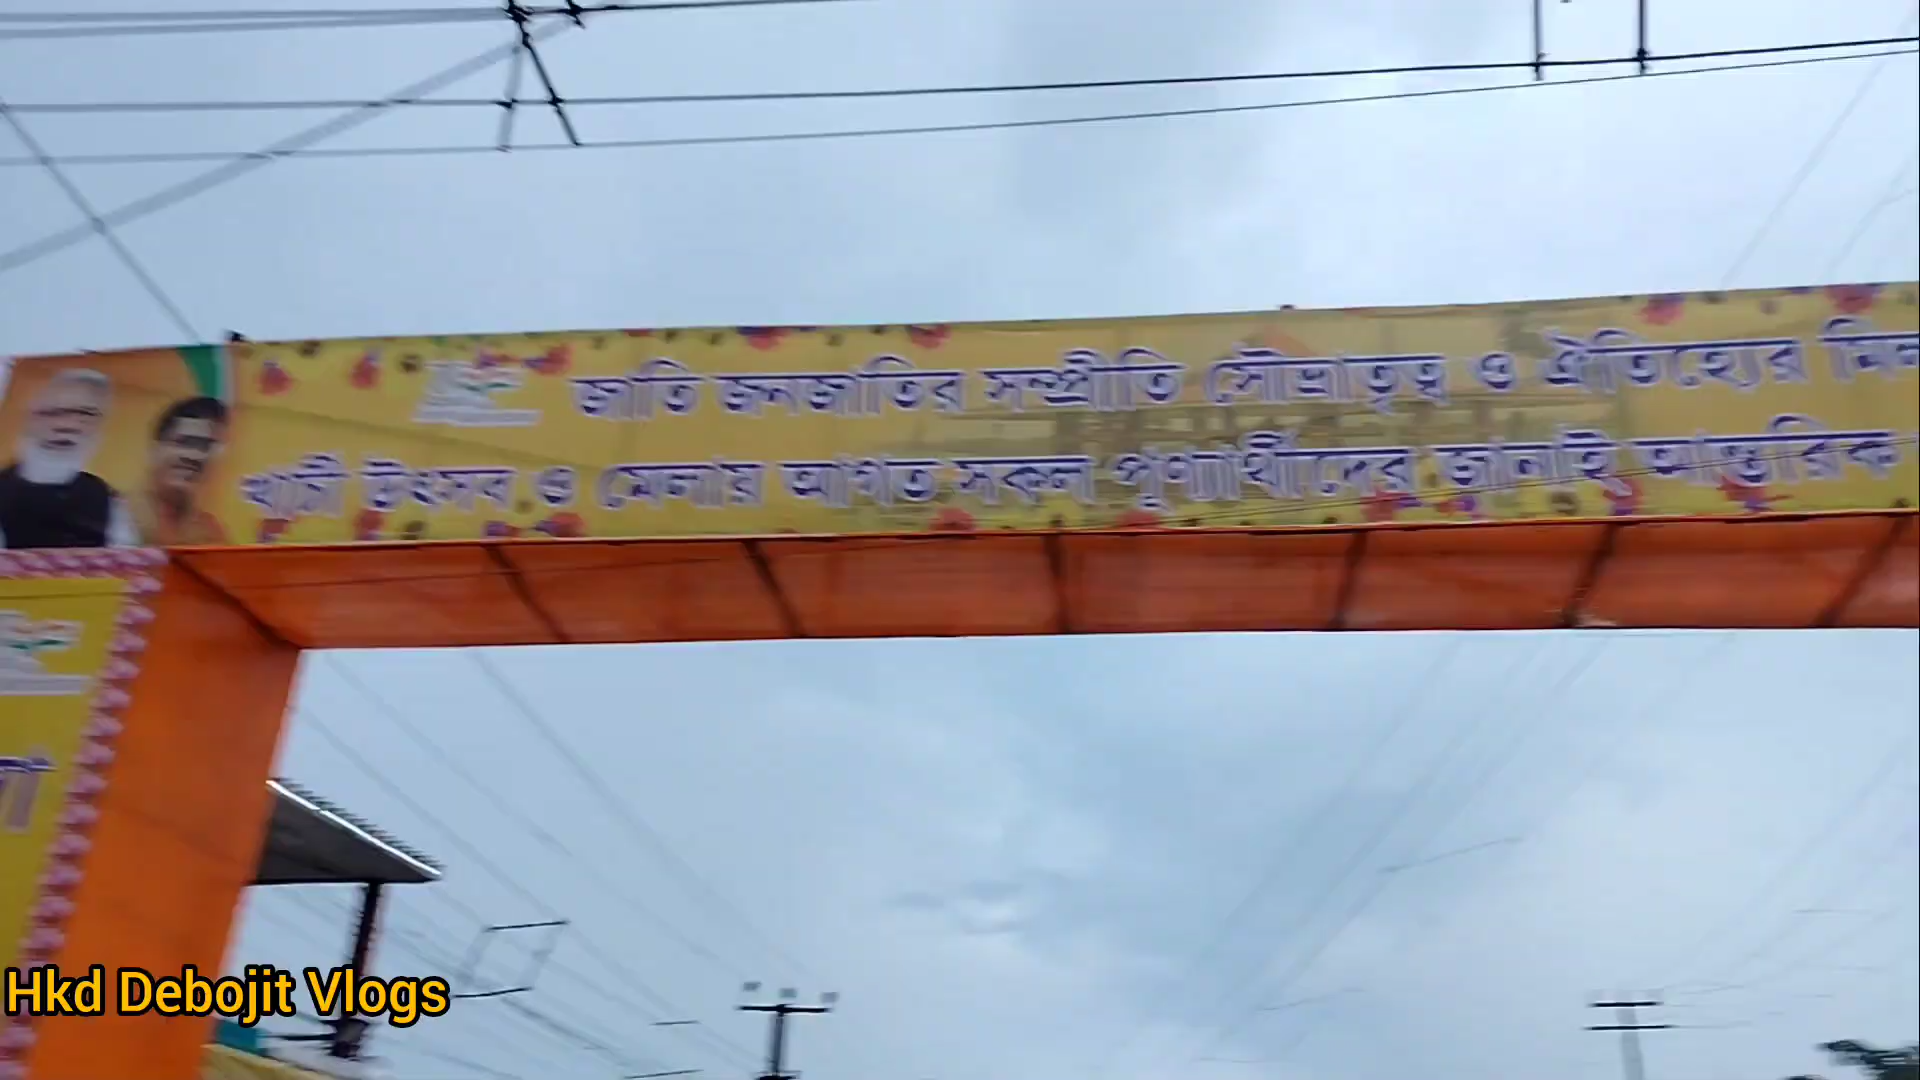 জাতি জনজাতির সম্প্রীতি সৌভ্রাতৃত্ব ও ঐতিহ্যের
খার্চী উৎসব ও মেলায় আগত সকল পূণ্যার্থীদের জানাই আন্তরিক
Hkd Debojit Vlogs